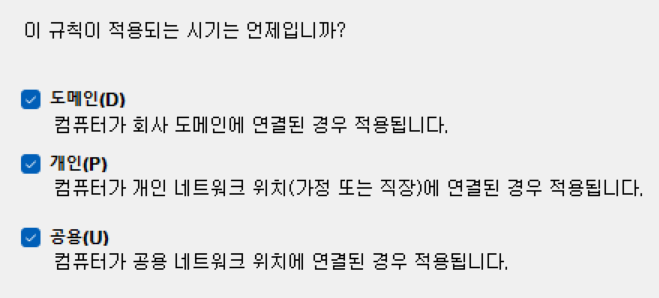 이 규칙이 적용되는 시기는 언제입니까?
도메인(D)
컴퓨터가 회사 도메인에 연결된 경우 적용됩니다.
개인(P)
컴퓨터가 개인 네트워크 위치(가정 또는 직장)에 연결된 경우 적용됩니다.
공용(U)
컴퓨터가 공용 네트워크 위치에 연결된 경우 적용됩니다.